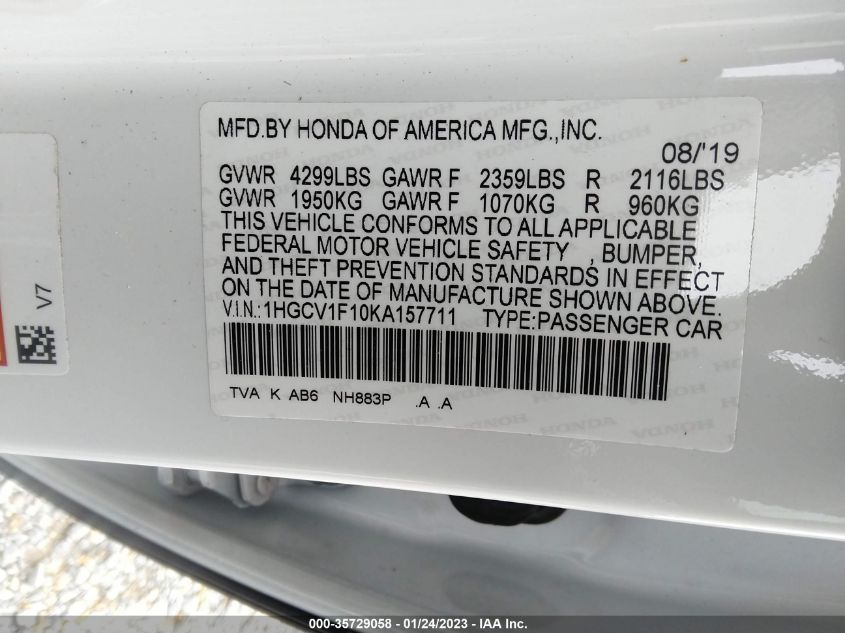 MFD.BY HONDA OF AMERICA MFG.,INC.
08/'19
GVWR 4299LBS GAWR F 2359LBS R 2116LBS
GVWR 1950KG GAWR F 1070KG R 960KG
THIS VEHICLE CONFORMS TO ALL APPLICABLE
FEDERAL MOTOR VEHICLE SAFETY , BUMPER,
AND THEFT PREVENTION STANDARDS IN EFFECT
ON THE DATE OF MANUFACTURE SHOWN ABOVE.
V.I.N.:1HGCV1F10KA157711 TYPE:PASSENGER CAR
TVA K AB6 NH883P .A .A
V7
000-35729058 - 01/24/2023 - IAA Inc.